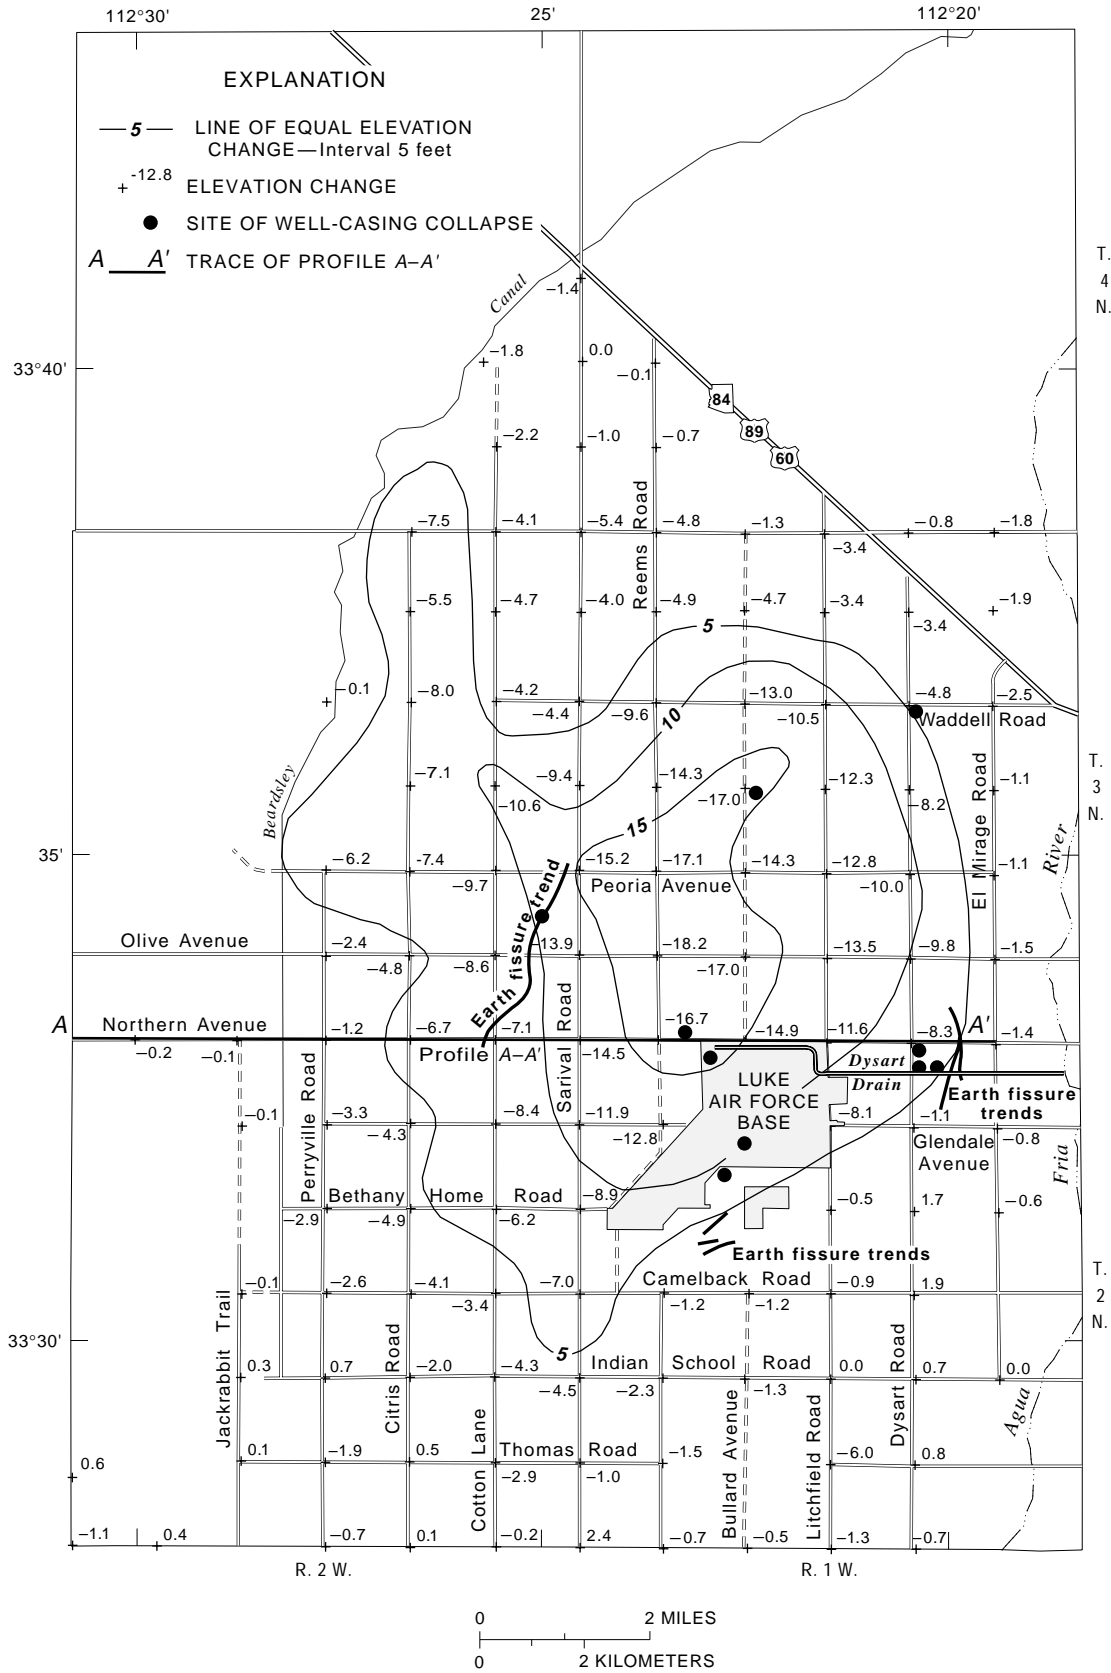 112°30'
25'
112°20'
EXPLANATION
5
LINE OF EQUAL ELEVATION
CHANGE—Interval 5 feet
-12.8
ELEVATION CHANGE
SITE OF WELL-CASING COLLAPSE
A A'
TRACE OF PROFILE A–A'
T.
4
N.
Canal
–1.4
33°40'
–1.8
0.0
–0.1
84
89
60
–2.2
–1.0
–0.7
Reems Road
–7.5
–4.1
–5.4
–4.8
–1.3
–3.4
–0.8
–1.8
–5.5
–4.7
–4.0
–4.9
–4.7
–3.4
–3.4
–1.9
5
–0.1
–8.0
–4.2
–4.4
–9.6
10
–13.0
–10.5
–4.8
–2.5
Waddell Road
Beardsley
–7.1
–9.4
–10.6
–14.3
–17.0
–12.3
–8.2
–1.1
El Mirage Road
T.
3
N.
15
33°35'
35'
–6.2
–7.4
–9.7
–15.2
–17.1
–14.3
–12.8
–10.0
–1.1
Peoria Avenue
River
Earth fissure trend
Olive Avenue
–2.4
–4.8
–8.6
–13.9
–18.2
–17.0
–13.5
–9.8
–1.5
A
Northern Avenue
–0.2
–0.1
–1.2
–6.7
–7.1
–14.5
–16.7
–14.9
–11.6
–8.3
A'
–1.4
Profile A–A'
Sarival Road
Perryville Road
Dysart
Drain
LUKE
AIR FORCE
BASE
Earth fissure
trends
–0.1
–3.3
–4.3
–8.4
–11.9
–12.8
–8.1
–1.1
–0.8
Glendale
Avenue
Fria
Bethany Home Road
–2.9
–4.9
–6.2
–8.9
–0.5
1.7
–0.6
Earth fissure trends
Camelback Road
–0.1
–2.6
–4.1
–3.4
–7.0
–1.2
–1.2
–0.9
1.9
T.
2
N.
33°30'
5
Jackrabbit Trail
Citris Road
Cotton Lane
Bullard Avenue
Litchfield Road
Dysart Road
Agua
0.3
0.7
–2.0
–4.3
–4.5
–2.3
Indian School Road
–1.3
0.0
0.7
0.0
0.6
0.1
–1.9
0.5
Thomas Road
–2.9
–1.0
–1.5
–6.0
0.8
–1.1
0.4
–0.7
0.1
–0.2
2.4
–0.7
–0.5
–1.3
–0.7
R. 2 W.
R. 1 W.
0 2 MILES
0 2 KILOMETERS